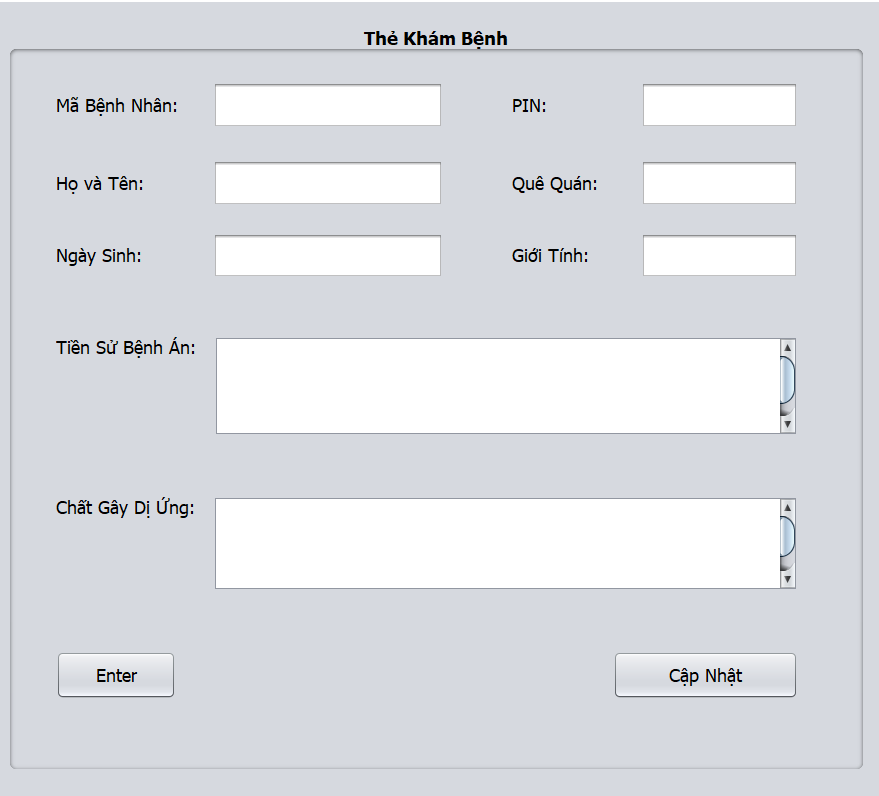 Thẻ Khám Bệnh
Mã Bệnh Nhân:
PIN:
Họ và Tên:
Quê Quán:
Ngày Sinh:
Giới Tính:
Tiền Sử Bệnh Án:
Chất Gây Dị Ứng:
Enter
Cập Nhật